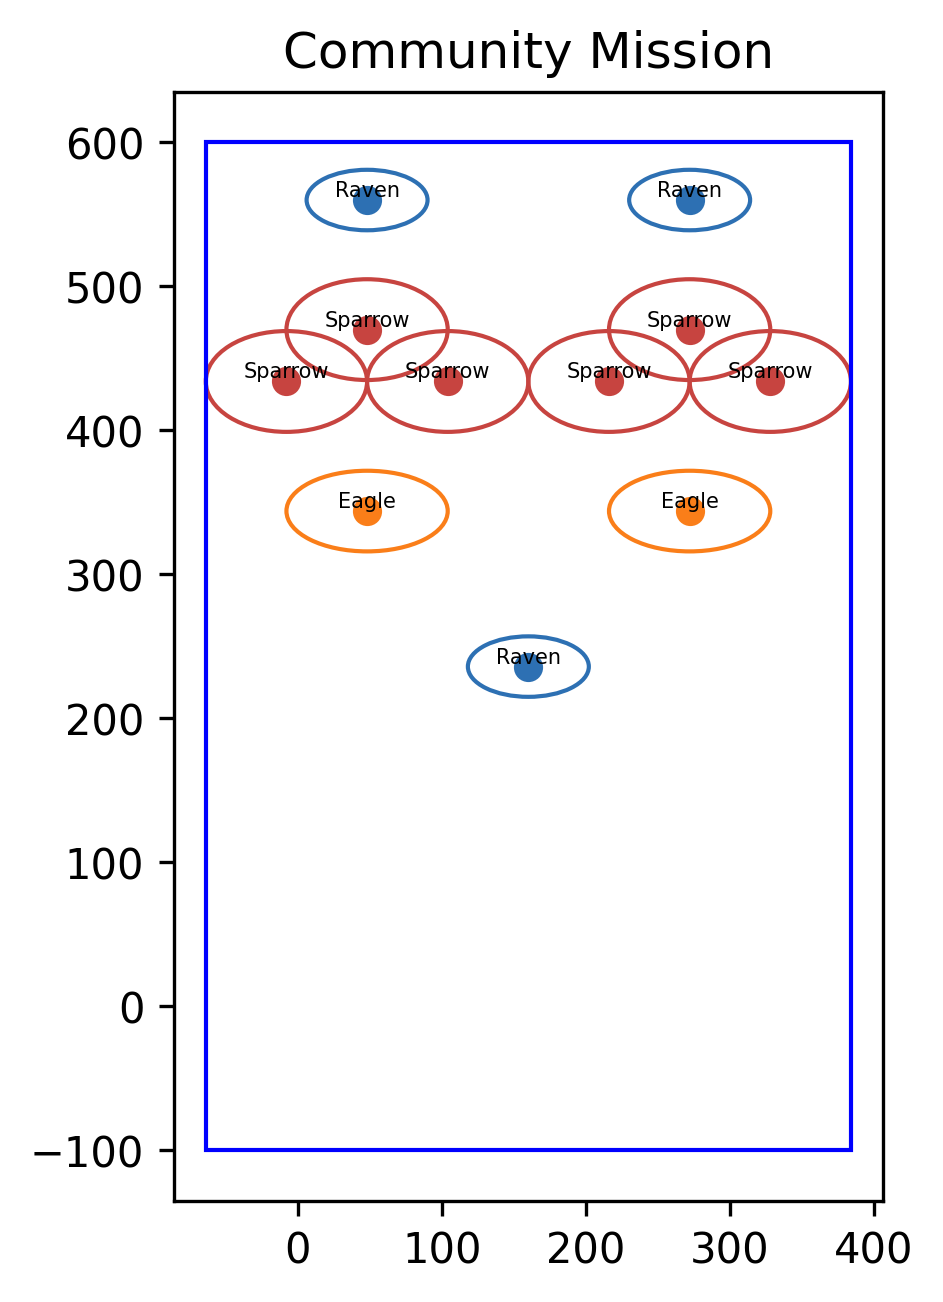 Community Mission
600
Raven Raven
500
Sparrow Sparrow
Sparrow Sparrow Sparrow Sparrow
400
Eagle Eagle
300
Raven
200
100
0
−100
0 100 200 300 400